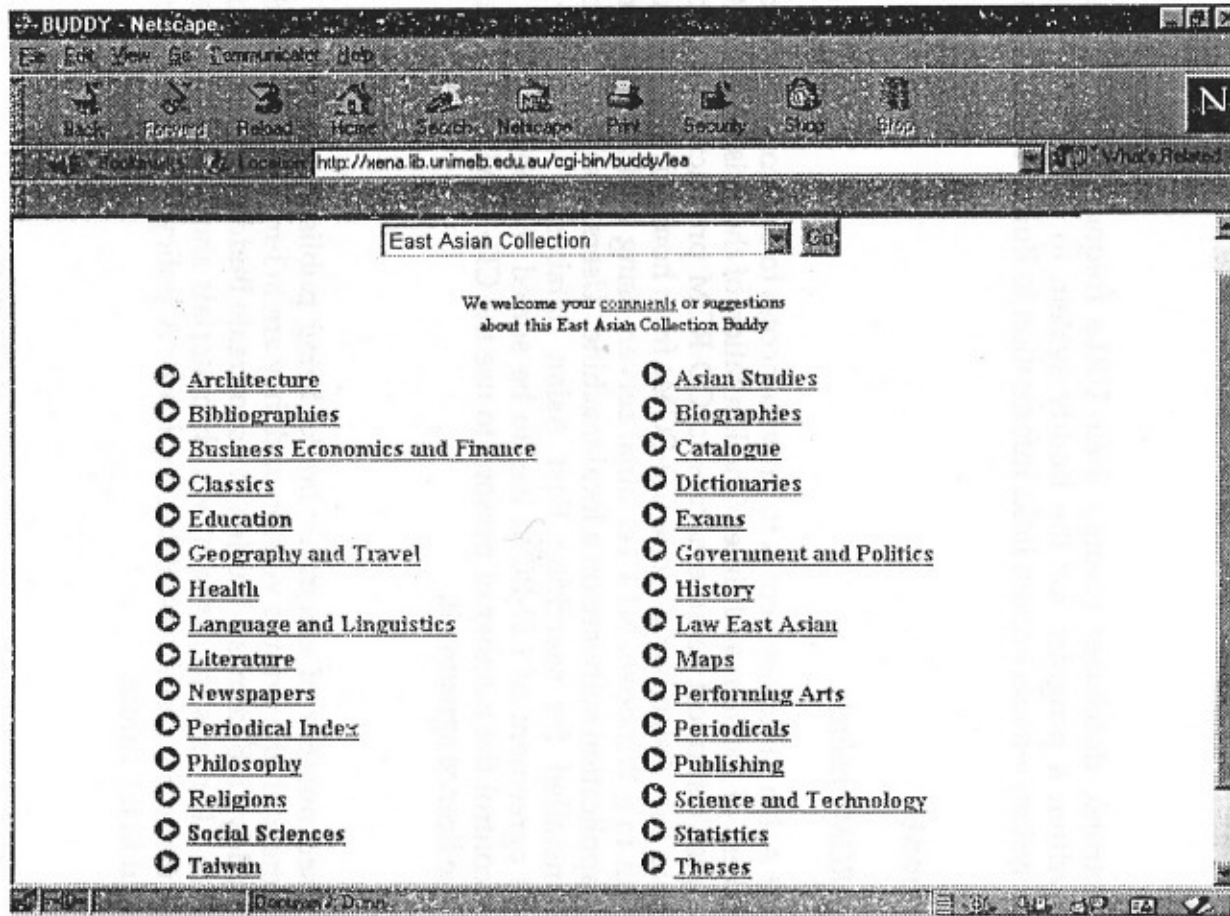 BUDDY - Netscape
File Edit View Go Communicator Help
Back Forward Reload Home Search Netscape Print Security Shop Stop
N
Bookmarks Location: http://xena.lib.unimelb.edu.au/cgi-bin/buddy/lea What's Related
East Asian Collection Go
We welcome your comments or suggestions
about this East Asian Collection Buddy
Architecture Asian Studies
Bibliographies Biographies
Business Economics and Finance Catalogue
Classics Dictionaries
Education Exams
Geography and Travel Government and Politics
Health History
Language and Linguistics Law East Asian
Literature Maps
Newspapers Performing Arts
Periodical Index Periodicals
Philosophy Publishing
Religions Science and Technology
Social Sciences Statistics
Taiwan Theses
Document: Done